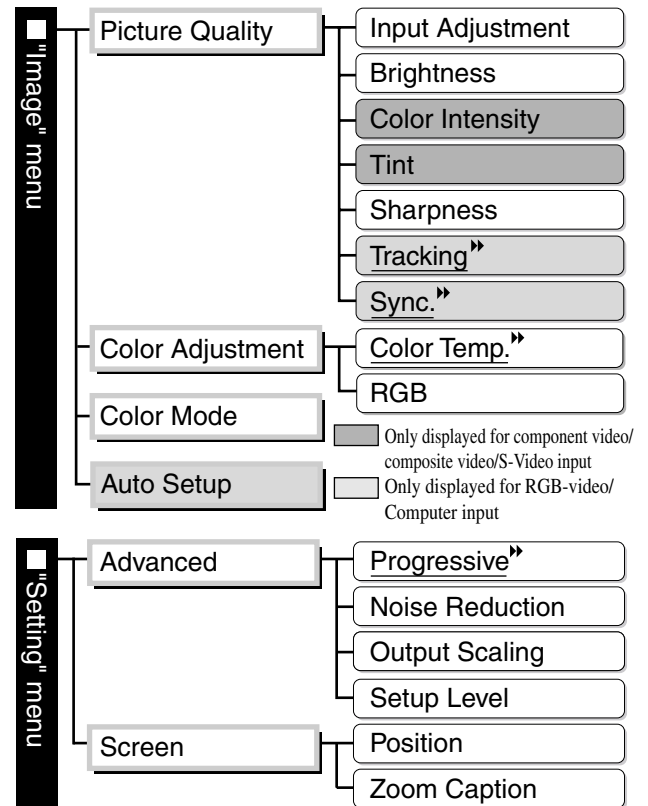 "Image" menu
Picture Quality
Input Adjustment
Brightness
Color Intensity
Tint
Sharpness
Tracking
Sync.
Color Adjustment
Color Temp.
RGB
Color Mode
Auto Setup
Only displayed for component video/
composite video/S-Video input
Only displayed for RGB-video/
Computer input
"Setting" menu
Advanced
Progressive
Noise Reduction
Output Scaling
Setup Level
Screen
Position
Zoom Caption